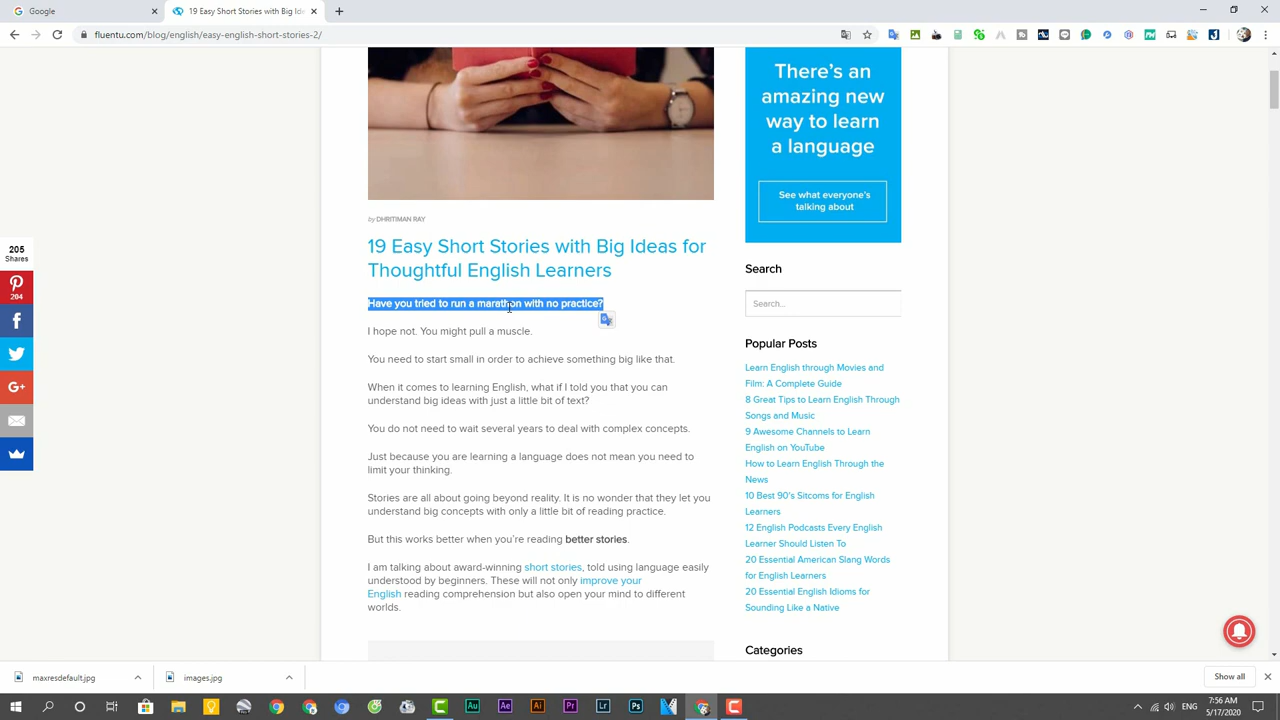 Google
19 Easy Short Stories with Big Ide
fluentu.com/blog/english/easy-english-short-stories-2/
There's an
amazing new
way to learn
a language
See what everyone's
talking about
by DHRITIMAN RAY
19 Easy Short Stories with Big Ideas for
Thoughtful English Learners
Have you tried to run a marathon with no practice?
I hope not. You might pull a muscle.
You need to start small in order to achieve something big like that.
When it comes to learning English, what if I told you that you can
understand big ideas with just a little bit of text?
You do not need to wait several years to deal with complex concepts.
Just because you are learning a language does not mean you need to
limit your thinking.
Stories are all about going beyond reality. It is no wonder that they let you
understand big concepts with only a little bit of reading practice.
But this works better when you're reading better stories.
I am talking about award-winning short stories, told using language easily
understood by beginners. These will not only improve your
English reading comprehension but also open your mind to different
worlds.
205
Shares
204
G+
Search
Search...
Popular Posts
Learn English through Movies and
Film: A Complete Guide
8 Great Tips to Learn English Through
Songs and Music
9 Awesome Channels to Learn
English on YouTube
How to Learn English Through the
News
10 Best 90's Sitcoms for English
Learners
12 English Podcasts Every English
Learner Should Listen To
20 Essential American Slang Words
for English Learners
20 Essential English Idioms for
Sounding Like a Native
Categories
maxresdefault.jpg
images.jpg
Show all
Au
Ae
Ai
Pr
Lr
Ps
ENG
7:56 AM
5/17/2020